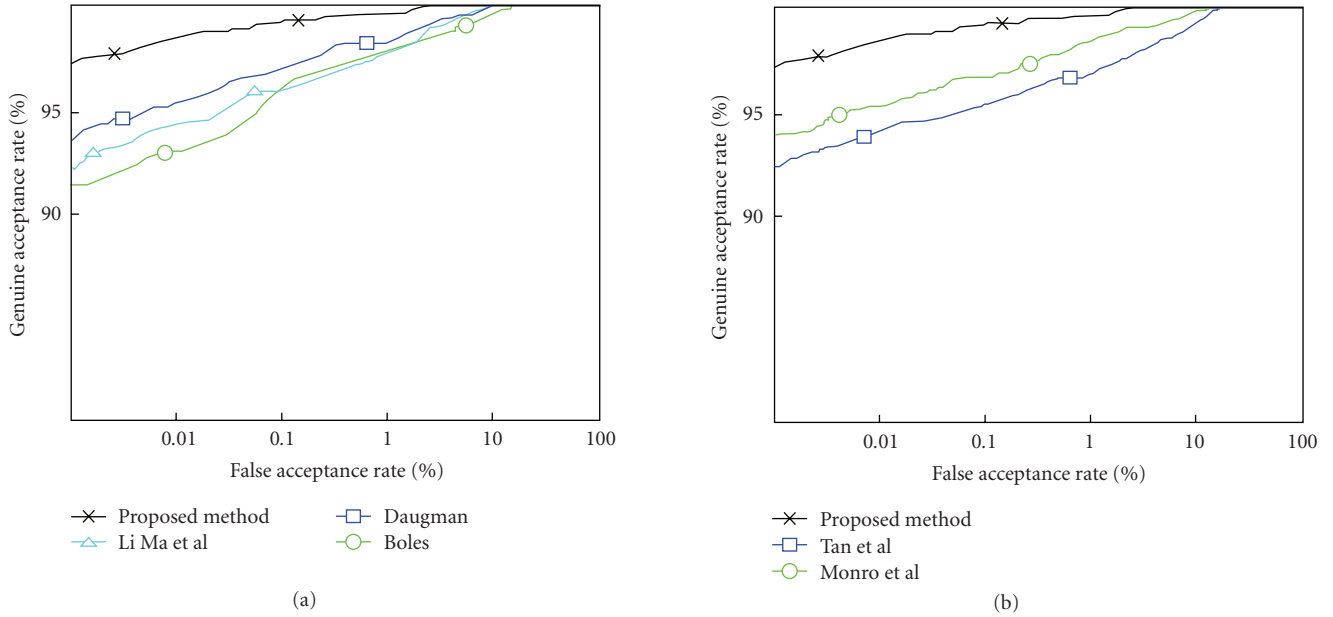 Genuine acceptance rate (%)
95
90
0.01
0.1
1
10
100
False acceptance rate (%)
Proposed method
Li Ma et al
Daugman
Boles
(a)
Genuine acceptance rate (%)
95
90
0.01
0.1
1
10
100
False acceptance rate (%)
Proposed method
Tan et al
Monro et al
(b)